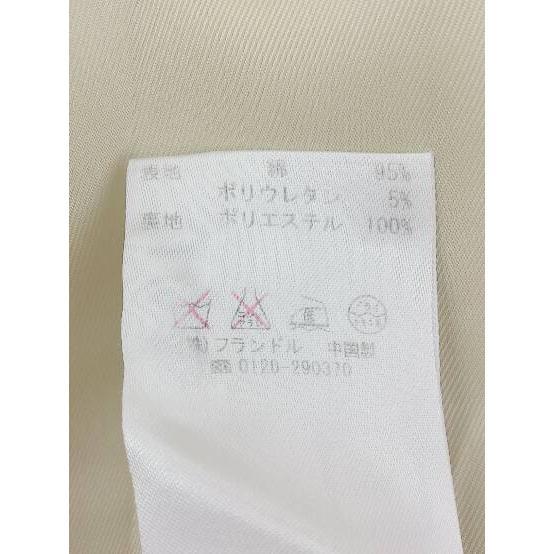 表地 綿 95%
ポリウレタン 5%
裏地 ポリエステル 100%
㈱フランドル 中国製
☎0120-290370